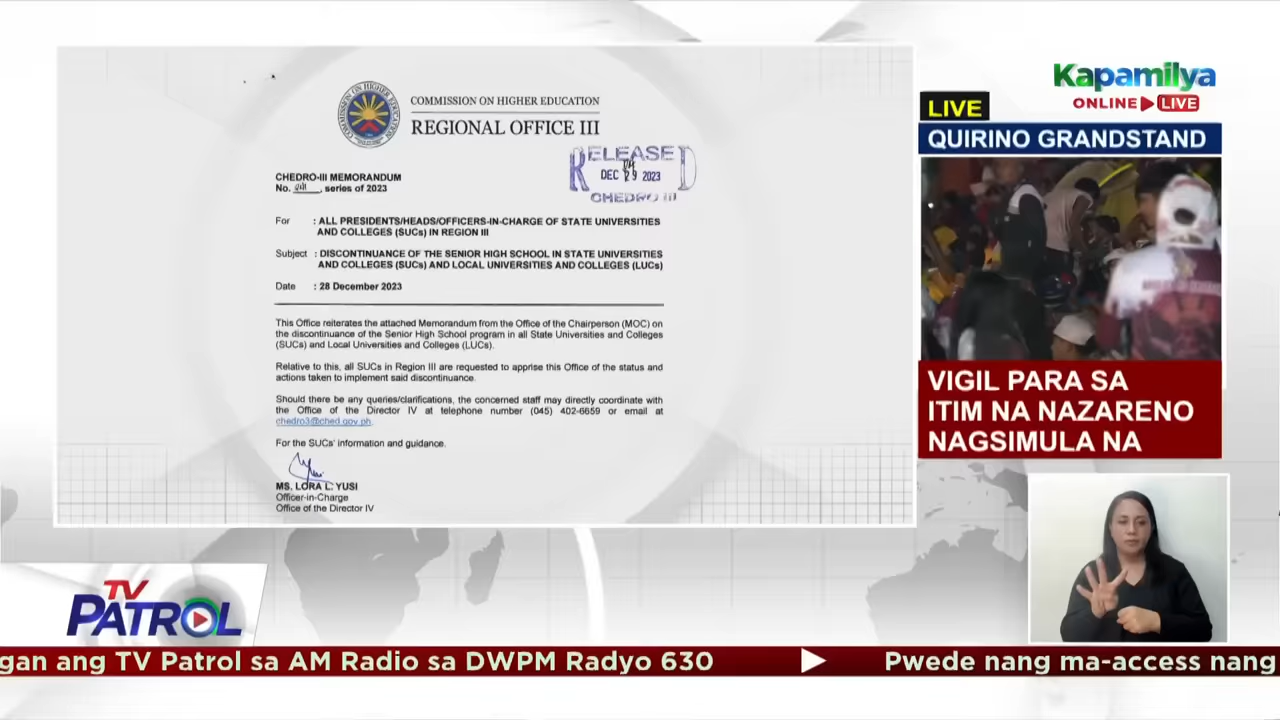 COMMISSION ON HIGHER EDUCATION
REGIONAL OFFICE III
RELEASED
DEC 29 2023
CHEDRO III
CHEDRO-III MEMORANDUM
No. , series of 2023
For : ALL PRESIDENTS/HEADS/OFFICERS-IN-CHARGE OF STATE UNIVERSITIES
AND COLLEGES (SUCs) IN REGION III
Subject : DISCONTINUANCE OF THE SENIOR HIGH SCHOOL IN STATE UNIVERSITIES
AND COLLEGES (SUCs) AND LOCAL UNIVERSITIES AND COLLEGES (LUCs)
Date : 28 December 2023
This Office reiterates the attached Memorandum from the Office of the Chairperson (MOC) on
the discontinuance of the Senior High School program in all State Universities and Colleges
(SUCs) and Local Universities and Colleges (LUCs).
Relative to this, all SUCs in Region III are requested to apprise this Office of the status and
actions taken to implement said discontinuance.
Should there be any queries/clarifications, the concerned staff may directly coordinate with
the Office of the Director IV at telephone number (045) 402-6659 or email at
chedro3@ched.gov.ph.
For the SUCs' information and guidance.
MS. LORA L. YUSI
Officer-in-Charge
Office of the Director IV
Kapamilya
ONLINE LIVE
LIVE
QUIRINO GRANDSTAND
VIGIL PARA SA
ITIM NA NAZARENO
NAGSIMULA NA
TV
PATROL
gan ang TV Patrol sa AM Radio sa DWPM Radyo 630
Pwede nang ma-access nang